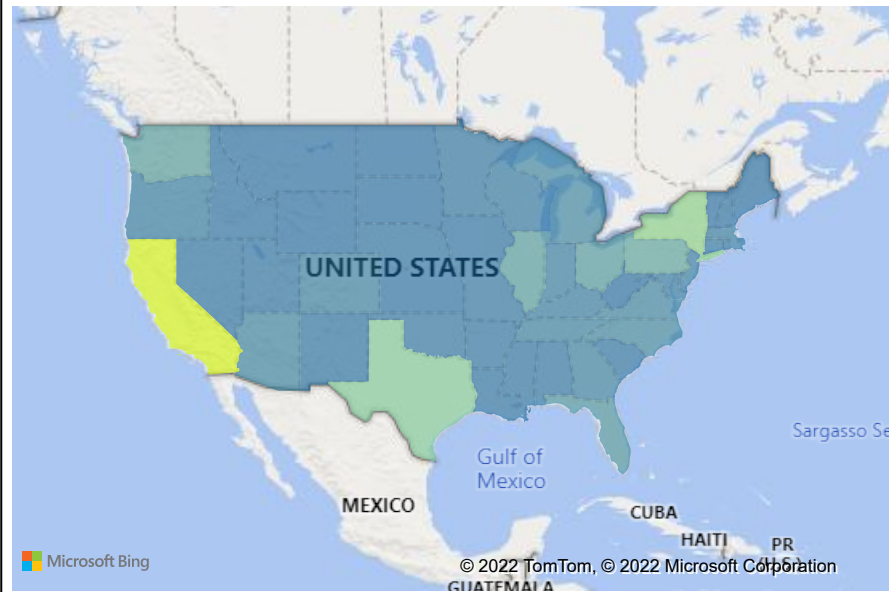 UNITED STATES
Sargasso Se
Gulf of
Mexico
MEXICO
CUBA
HAITI
PR
(U.S.)
Microsoft Bing
© 2022 TomTom, © 2022 Microsoft Corporation
GUATEMALA